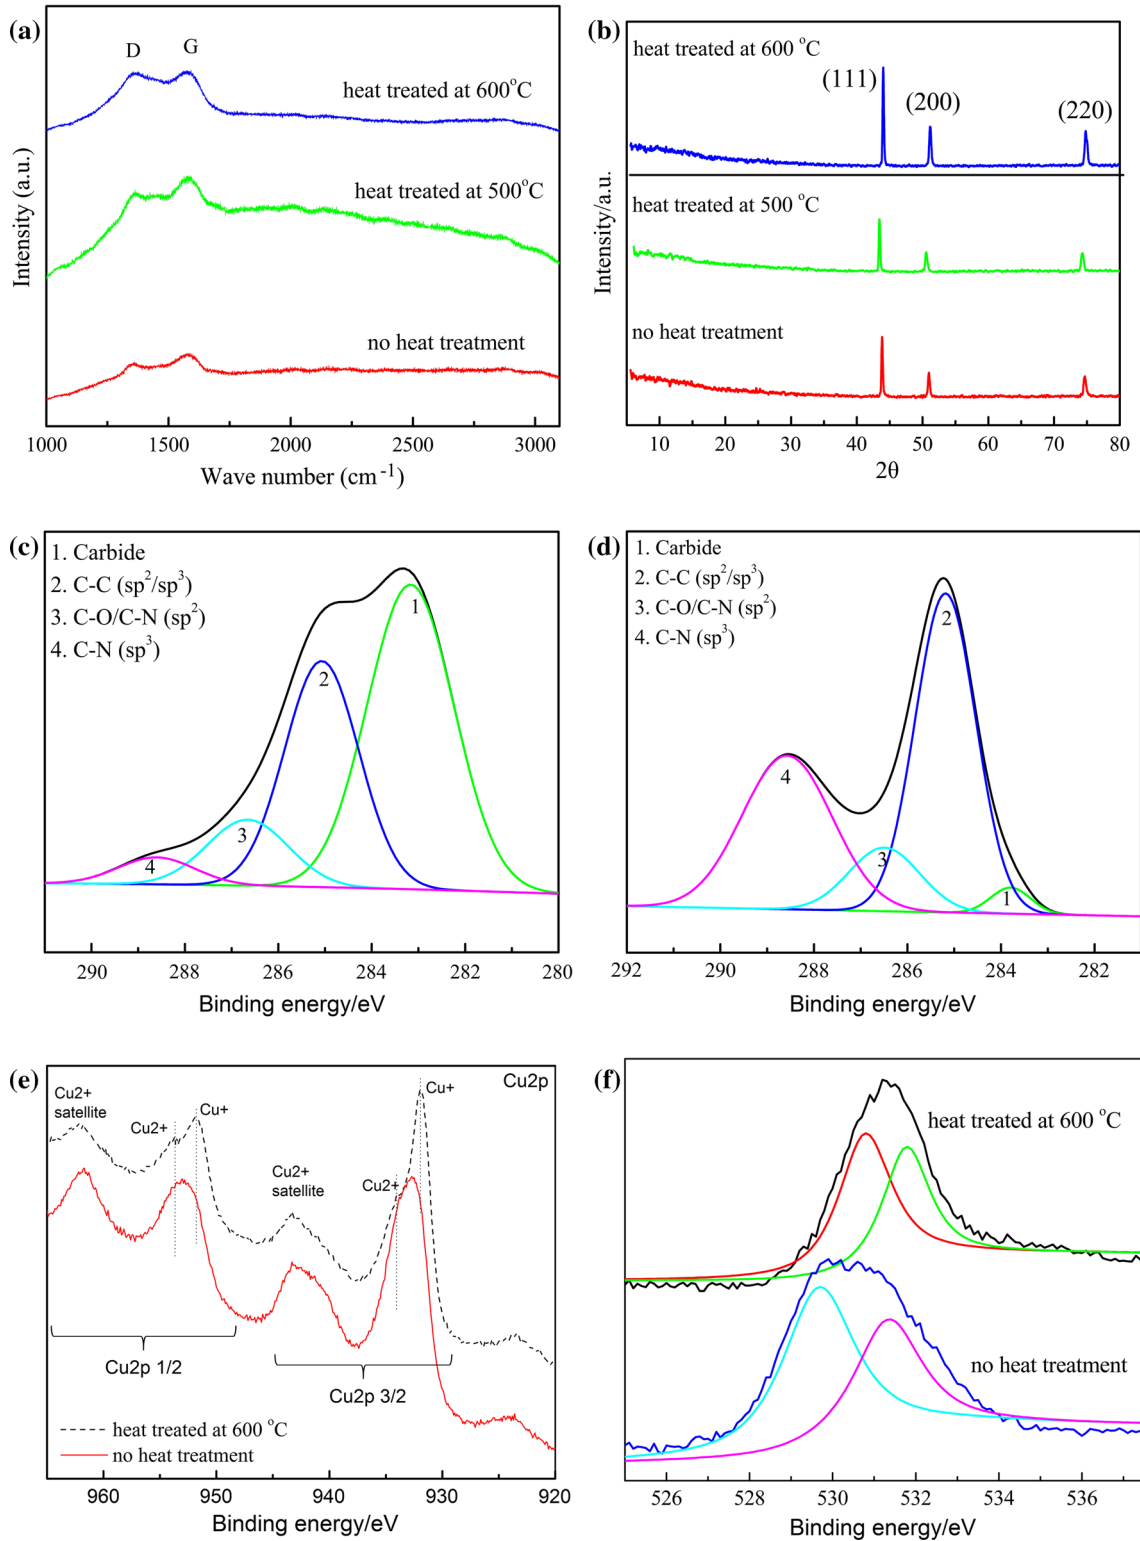 (a)
D
G
heat treated at 600°C
heat treated at 500°C
no heat treatment
Intensity (a.u.)
1000 1500 2000 2500 3000
Wave number (cm⁻¹)
(b)
heat treated at 600 °C
(111)
(200)
(220)
heat treated at 500 °C
no heat treatment
Intensity/a.u.
10 20 30 40 50 60 70 80
2θ
(c)
1. Carbide
2. C-C (sp²/sp³)
3. C-O/C-N (sp²)
4. C-N (sp³)
1
2
3
4
290 288 286 284 282 280
Binding energy/eV
(d)
1. Carbide
2. C-C (sp²/sp³)
3. C-O/C-N (sp²)
4. C-N (sp³)
2
4
3
1
292 290 288 286 284 282
Binding energy/eV
(e)
Cu2p
Cu2+
satellite
Cu2+
Cu+
Cu2+
satellite
Cu2+
Cu+
Cu2p 1/2
Cu2p 3/2
heat treated at 600 °C
no heat treatment
960 950 940 930 920
Binding energy/eV
(f)
heat treated at 600 °C
no heat treatment
526 528 530 532 534 536
Binding energy/eV